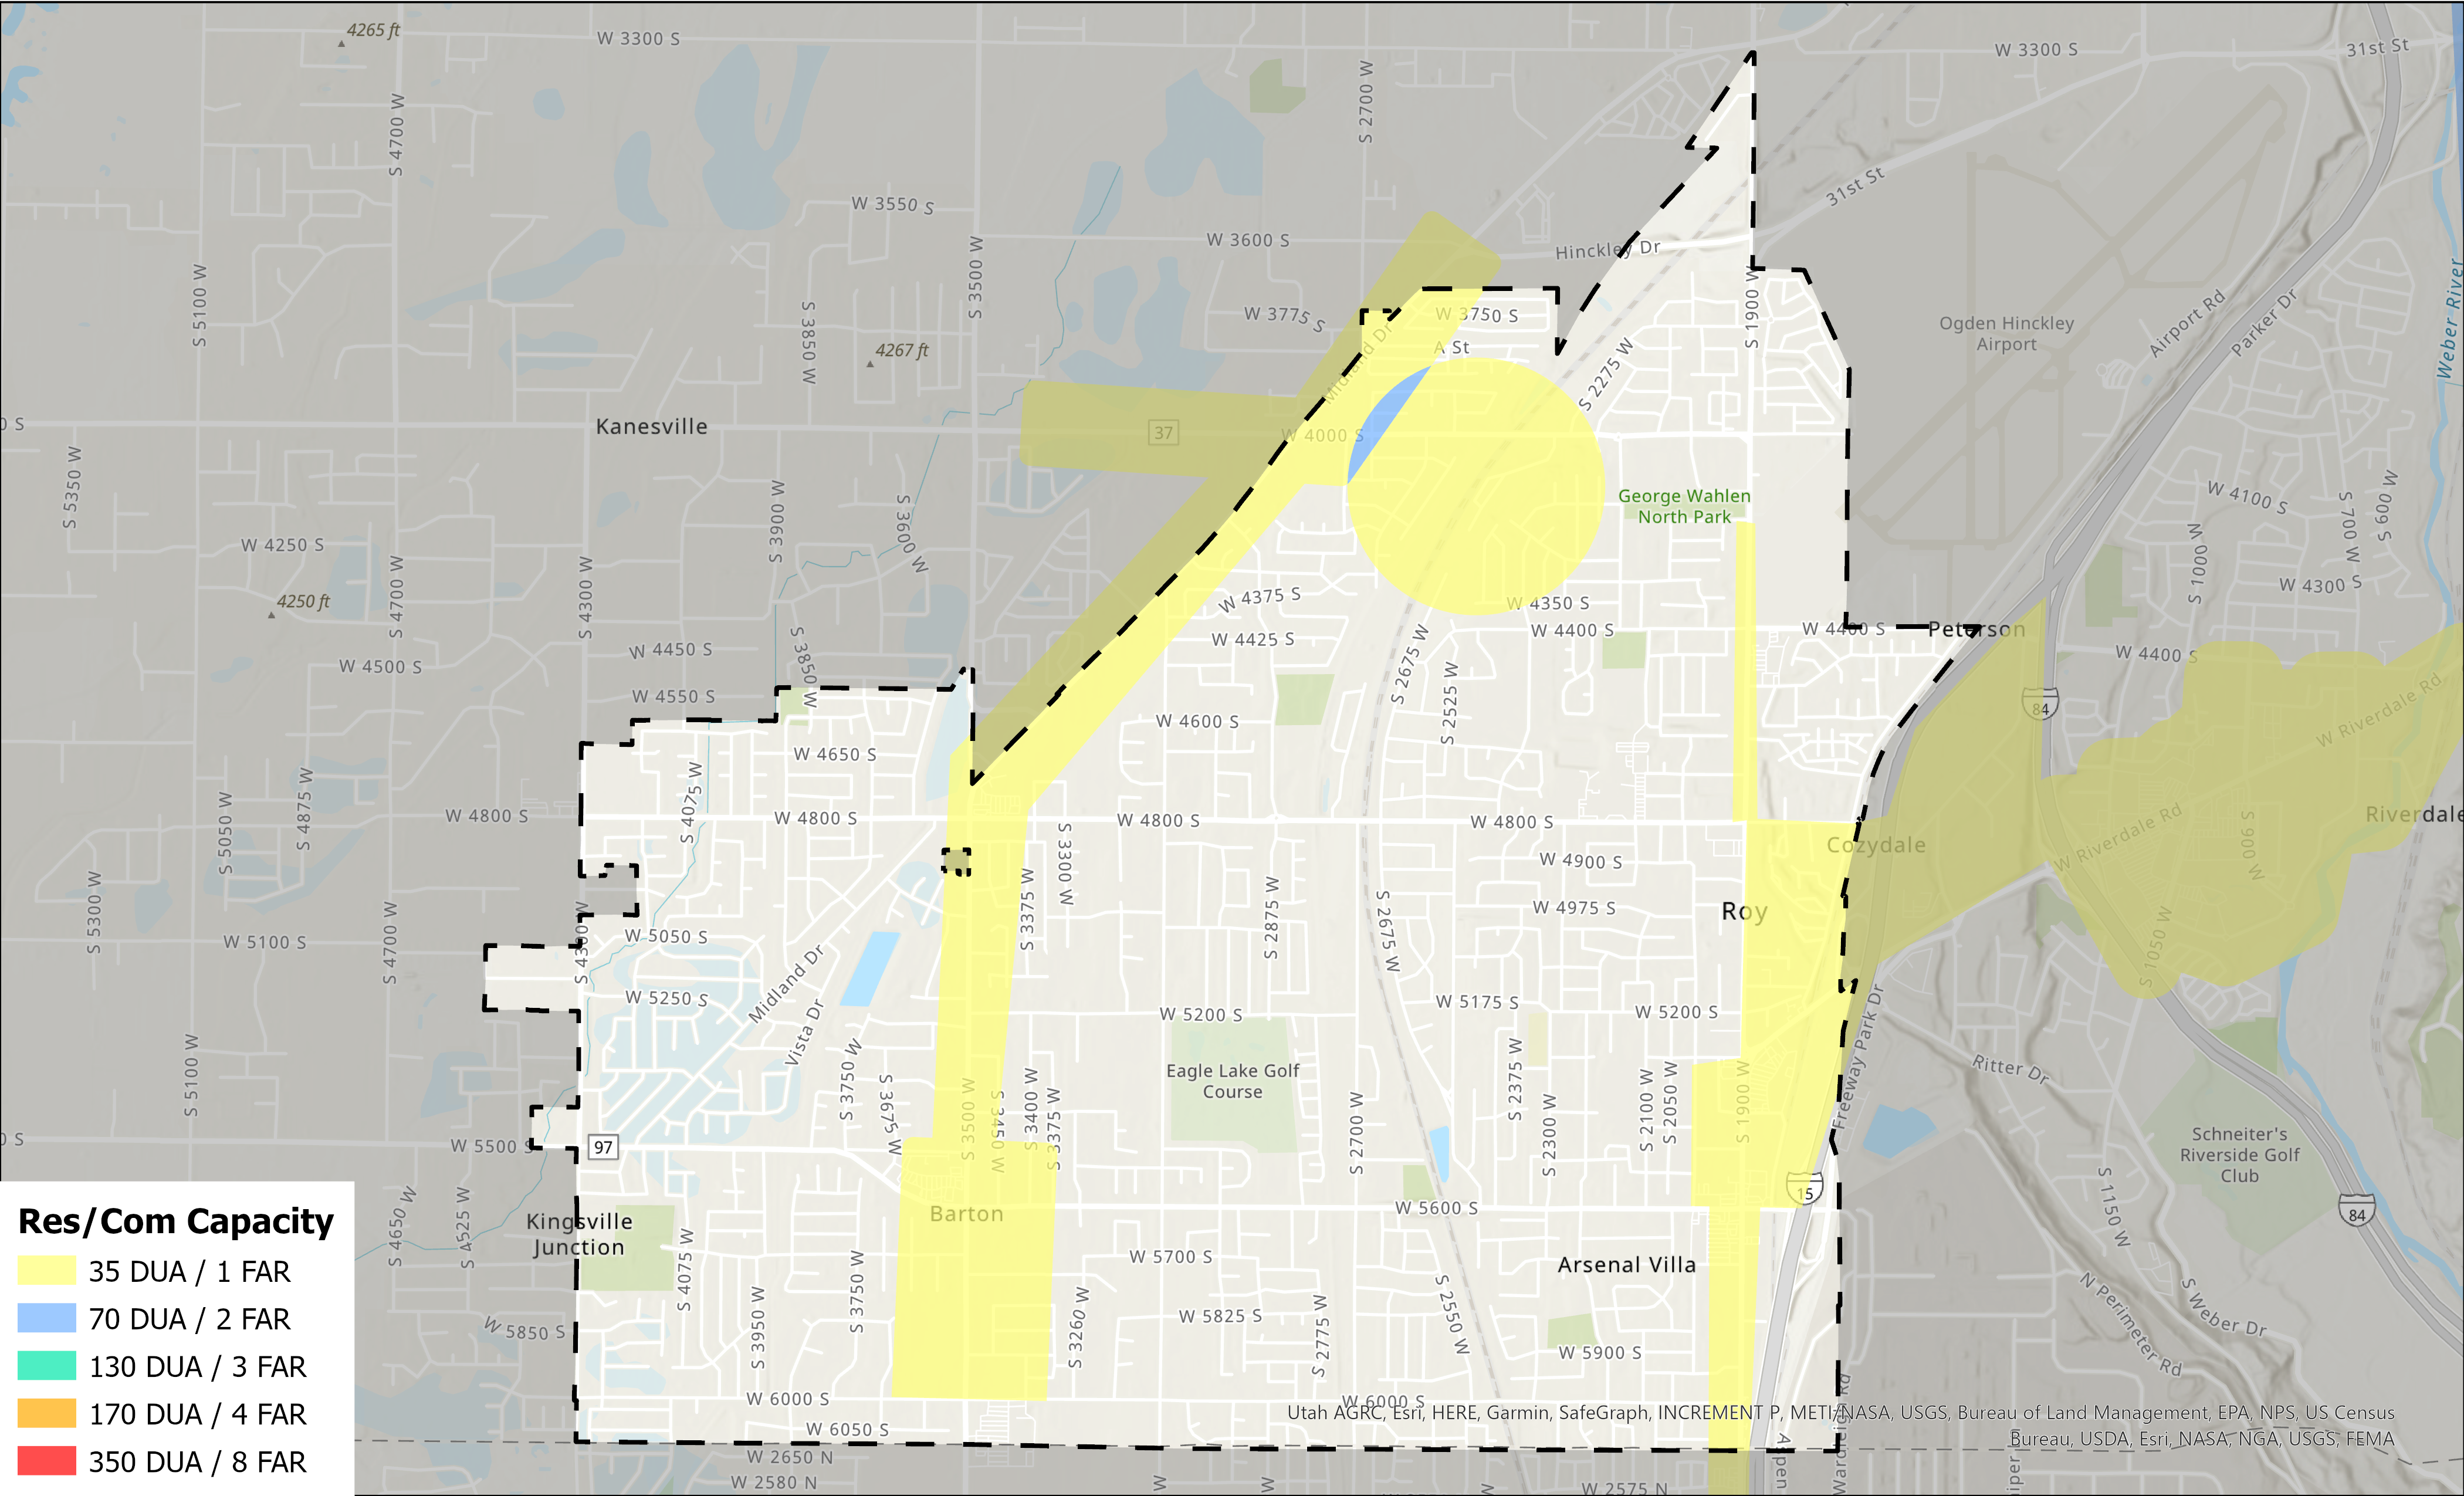 4265 ft
W 3300 S
W 3300 S
31st St
S 4700 W
S 2700 W
31st St
W 3550 S
W 3600 S
Hinckley Dr
S 5100 W
S 3500 W
S 3850 W
W 3775 S
W 3750 S
S 1900 W
Ogden Hinckley
Airport
Airport Rd
Parker Dr
Weber River
4267 ft
A St
Midland Dr
S 2275 W
Kanesville
37
W 4000 S
0 S
S 5350 W
S 3900 W
S 3600 W
George Wahlen
North Park
W 4100 S
S 700 W
S 600 W
W 4250 S
S 4700 W
S 4300 W
S 1000 W
W 4300 S
4250 ft
W 4375 S
W 4350 S
W 4425 S
W 4400 S
W 4400 S
Peterson
W 4450 S
S 3850 W
S 2675 W
W 4400 S
W 4500 S
W 4550 S
S 2525 W
84
W Riverdale Rd
W 4600 S
W 4650 S
S 4075 W
S 5050 W
S 4875 W
W 4800 S
W 4800 S
W 4800 S
W 4800 S
Riverdale
Cozydale
W Riverdale Rd
S 900 W
S 3300 W
W 4900 S
S 5300 W
S 4700 W
S 4300 W
S 3375 W
S 2875 W
S 2675 W
W 4975 S
Roy
W 5100 S
W 5050 S
S 1050 W
W 5250 S
Midland Dr
Vista Dr
W 5175 S
W 5200 S
W 5200 S
Freeway Park Dr
S 5100 W
S 3750 W
S 3675 W
S 3500 W
S 3450 W
S 3400 W
S 3375 W
Eagle Lake Golf
Course
S 2700 W
S 2375 W
S 2300 W
S 2100 W
S 2050 W
S 1900 W
Ritter Dr
0 S
W 5500 S
97
Schneiter's
Riverside Golf
Club
S 4650 W
S 4525 W
Kingsville
Junction
Barton
W 5600 S
15
S 1150 W
84
S 4075 W
S 3750 W
W 5700 S
Arsenal Villa
S 3950 W
S 3260 W
W 5825 S
S 2775 W
S 2550 W
N Perimeter Rd
S Weber Dr
W 5850 S
W 5900 S
W 6000 S
W 6000 S
W 6050 S
Wardleigh Rd
Aspen
W 2650 N
W 2580 N
W
W
W
W 2575 N
Utah AGRC, Esri, HERE, Garmin, SafeGraph, INCREMENT P, METI/NASA, USGS, Bureau of Land Management, EPA, NPS, US Census
Bureau, USDA, Esri, NASA, NGA, USGS, FEMA
Res/Com Capacity
35 DUA / 1 FAR
70 DUA / 2 FAR
130 DUA / 3 FAR
170 DUA / 4 FAR
350 DUA / 8 FAR